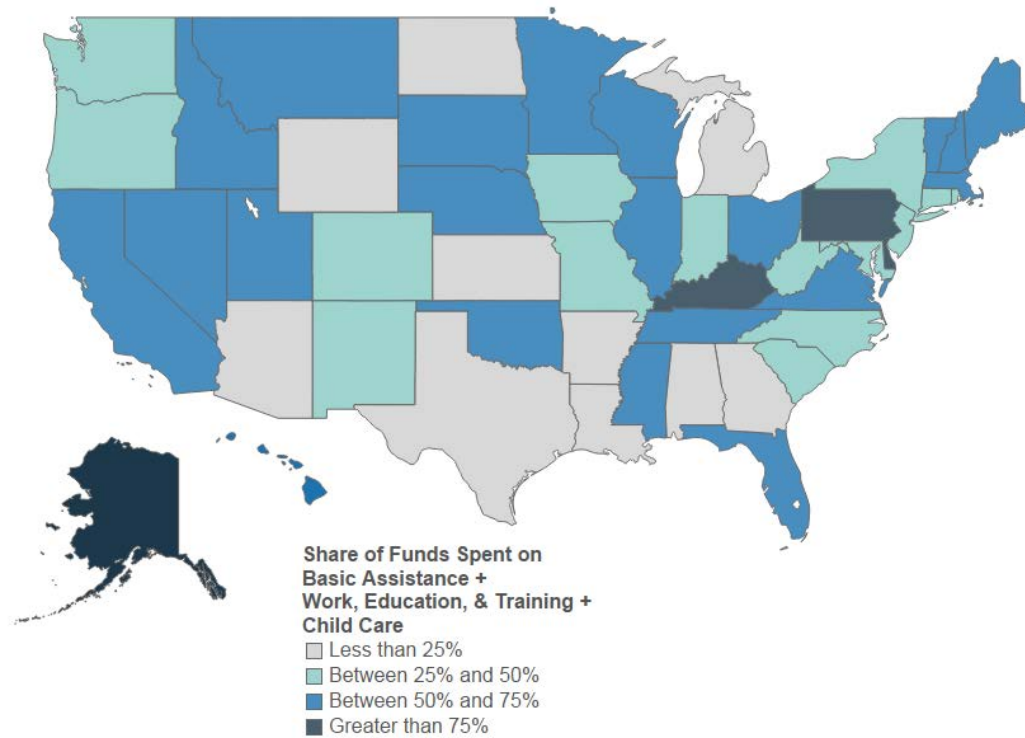 Share of Funds Spent on
Basic Assistance +
Work, Education, & Training +
Child Care
Less than 25%
Between 25% and 50%
Between 50% and 75%
Greater than 75%